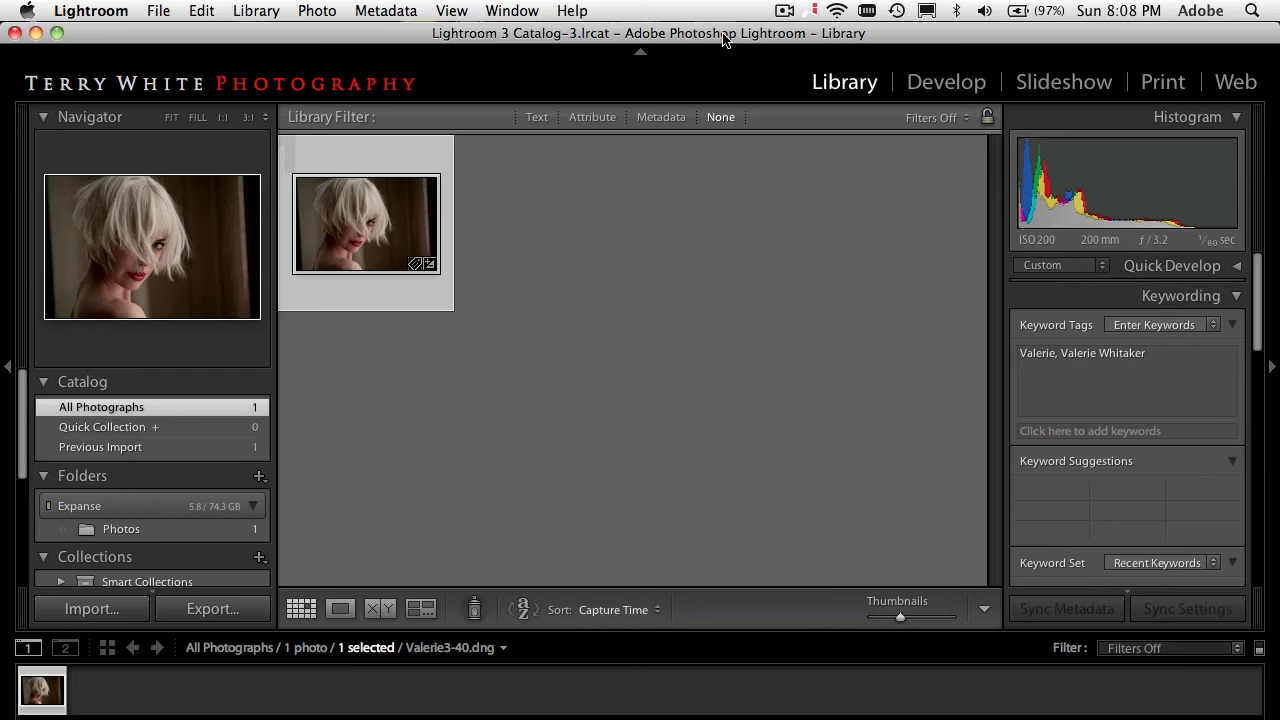 Lightroom File Edit Library Photo Metadata View Window Help (97%) Sun 8:08 PM Adobe
Lightroom 3 Catalog-3.lrcat – Adobe Photoshop Lightroom – Library
TERRY WHITE PHOTOGRAPHY
Library Develop Slideshow Print Web
Navigator FIT FILL 1:1 3:1
Library Filter : Text Attribute Metadata None Filters Off
Histogram
ISO 200 200 mm ƒ / 3.2 1/80 sec
Custom Quick Develop
Keywording
Keyword Tags Enter Keywords
Valerie, Valerie Whitaker
Click here to add keywords
Keyword Suggestions
Keyword Set Recent Keywords
Catalog
All Photographs 1
Quick Collection + 0
Previous Import 1
Folders +
Expanse 5.8 / 74.3 GB
Photos 1
Collections +
Smart Collections
Import... Export...
XY
a z
Sort: Capture Time
Thumbnails
Sync Metadata Sync Settings
1 2 All Photographs / 1 photo / 1 selected / Valerie3-40.dng
Filter : Filters Off